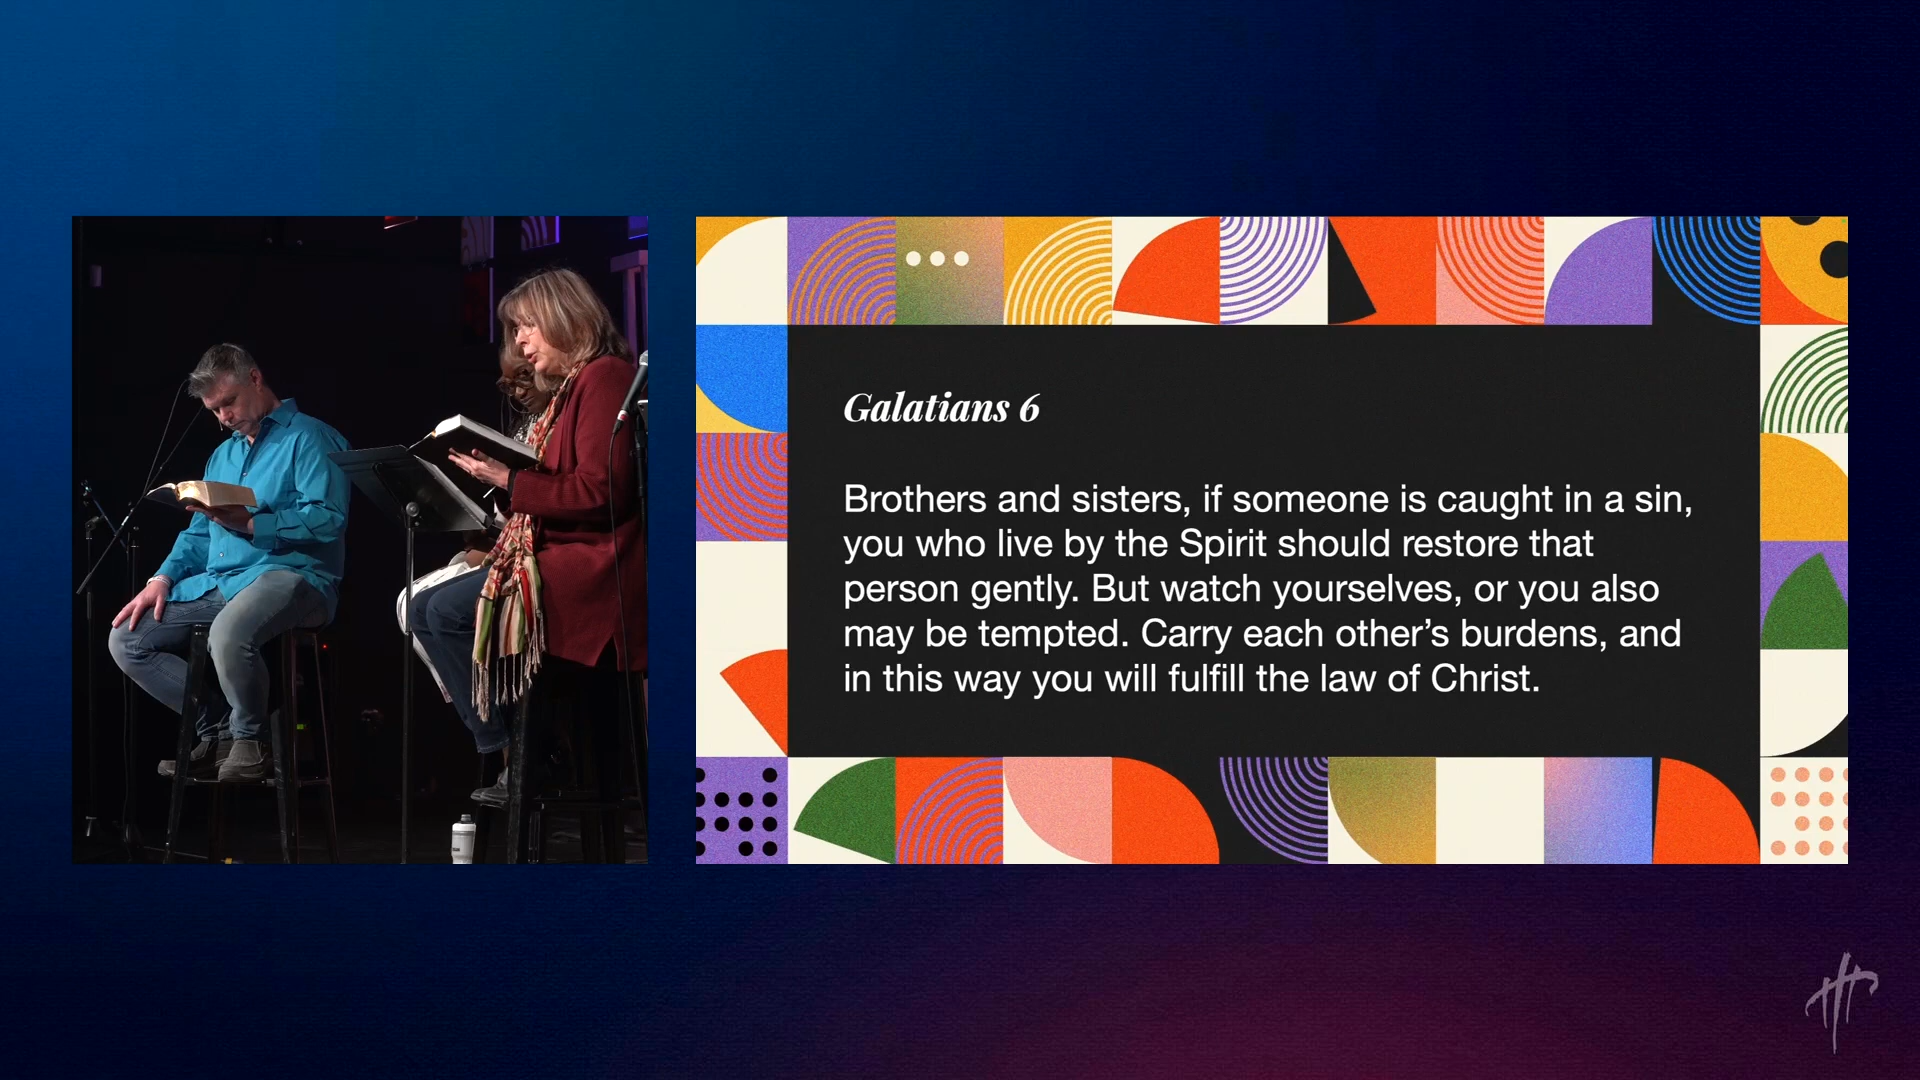 Galatians 6
Brothers and sisters, if someone is caught in a sin,
you who live by the Spirit should restore that
person gently. But watch yourselves, or you also
may be tempted. Carry each other’s burdens, and
in this way you will fulfill the law of Christ.